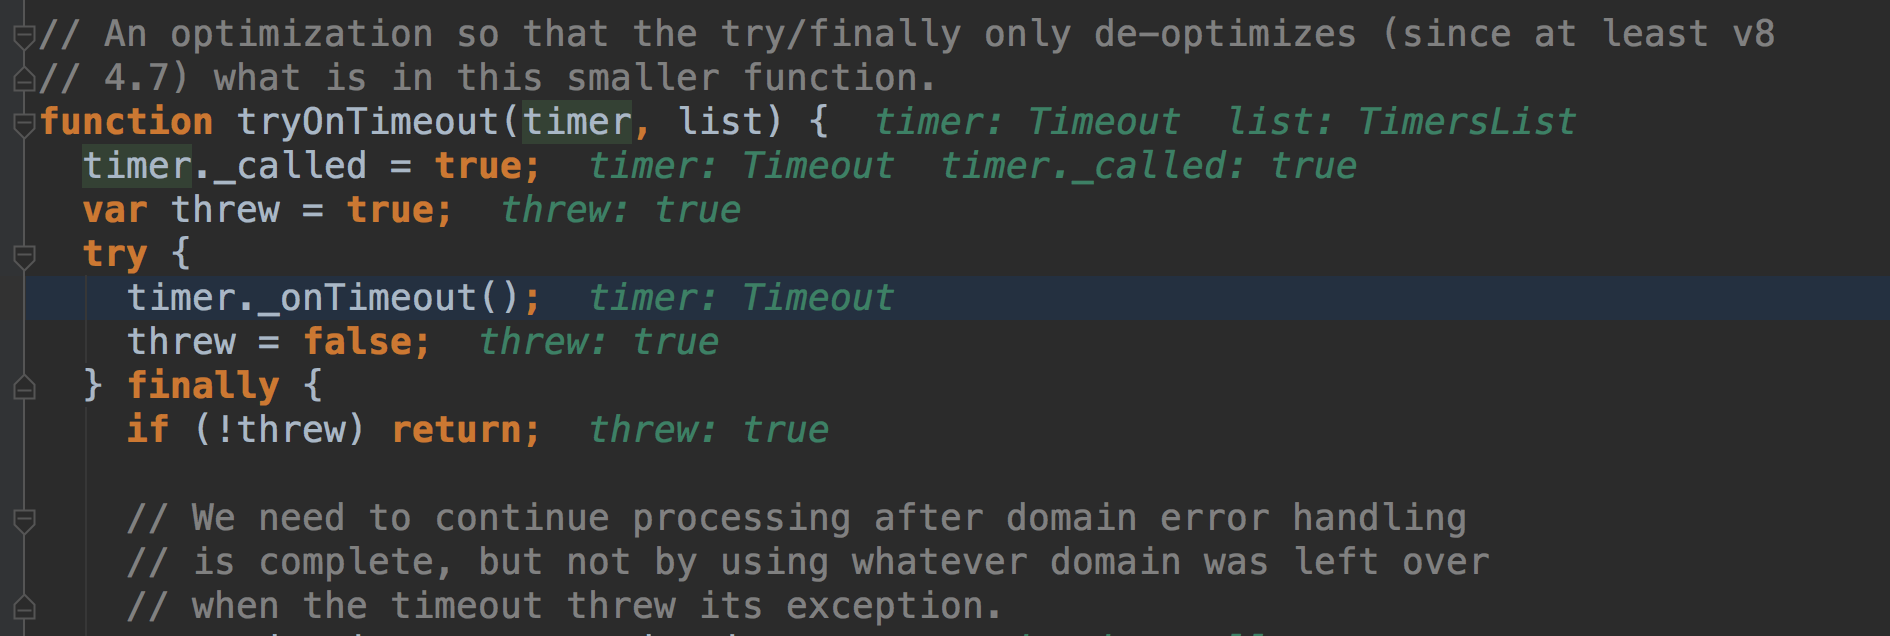 // An optimization so that the try/finally only de-optimizes (since at least v8
// 4.7) what is in this smaller function.
function tryOnTimeout(timer, list) {  timer: Timeout  list: TimersList
  timer._called = true;  timer: Timeout  timer._called: true
  var threw = true;  threw: true
  try {
    timer._onTimeout();  timer: Timeout
    threw = false;  threw: true
  } finally {
    if (!threw) return;  threw: true

    // We need to continue processing after domain error handling
    // is complete, but not by using whatever domain was left over
    // when the timeout threw its exception.